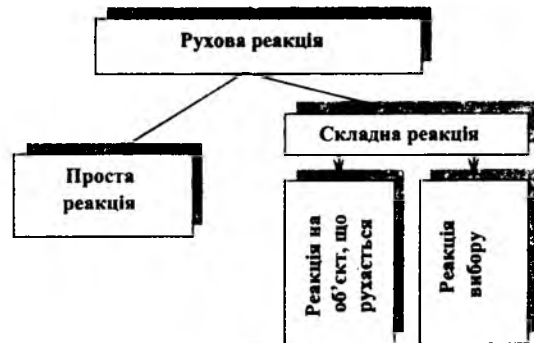 Рухова реакція
Складна реакція
Проста
реакція
Реакція на
об'єкт, що
рухається
Реакція
вибору